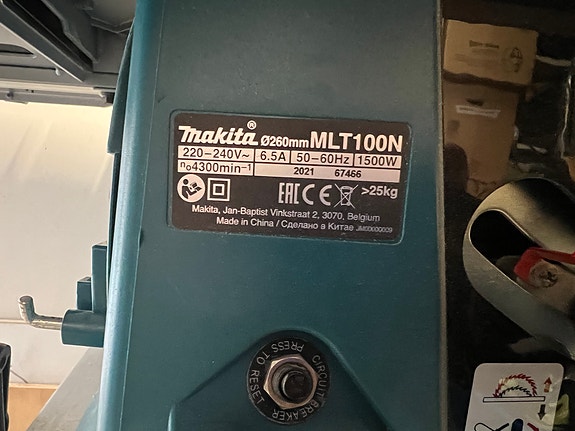 makita® Ø260mm MLT100N
220-240V~ 6.5A 50-60Hz 1500W
n₀4300min⁻¹ 2021 67466
EAC CE >25kg
Makita, Jan-Baptist Vinkstraat 2, 3070, Belgium
Made in China / Сделано в Китае JM00000009
PRESS TO RESET
CIRCUIT BREAKER